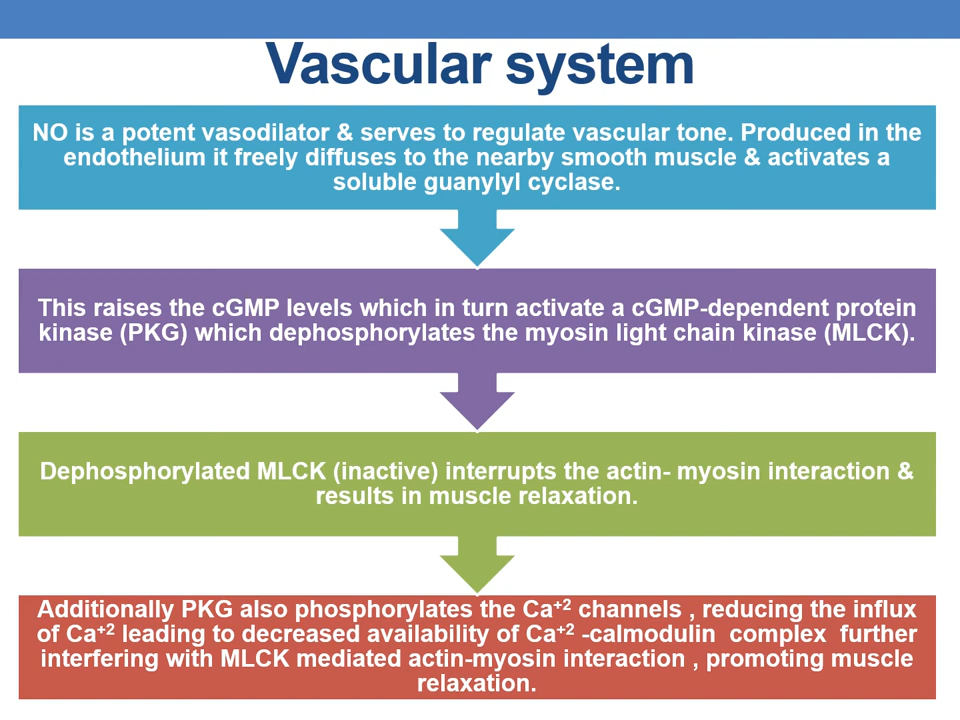 Vascular system
NO is a potent vasodilator & serves to regulate vascular tone. Produced in the
endothelium it freely diffuses to the nearby smooth muscle & activates a
soluble guanylyl cyclase.
This raises the cGMP levels which in turn activate a cGMP-dependent protein
kinase (PKG) which dephosphorylates the myosin light chain kinase (MLCK).
Dephosphorylated MLCK (inactive) interrupts the actin- myosin interaction &
results in muscle relaxation.
Additionally PKG also phosphorylates the Ca⁺² channels , reducing the influx
of Ca⁺² leading to decreased availability of Ca⁺² -calmodulin complex further
interfering with MLCK mediated actin-myosin interaction , promoting muscle
relaxation.